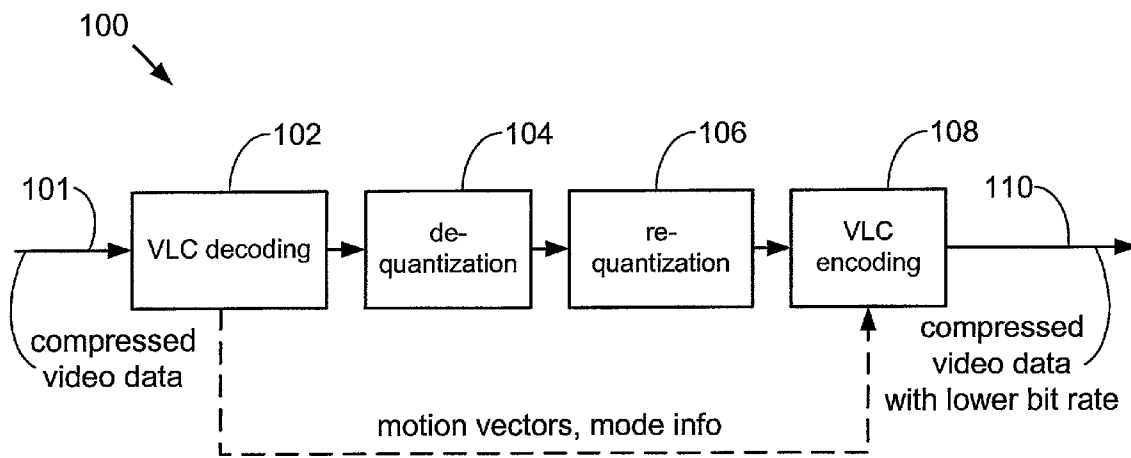 100
102
104
106
108
101
110
VLC decoding
de-
quantization
re-
quantization
VLC
encoding
compressed
video data
compressed
video data
with lower bit rate
motion vectors, mode info